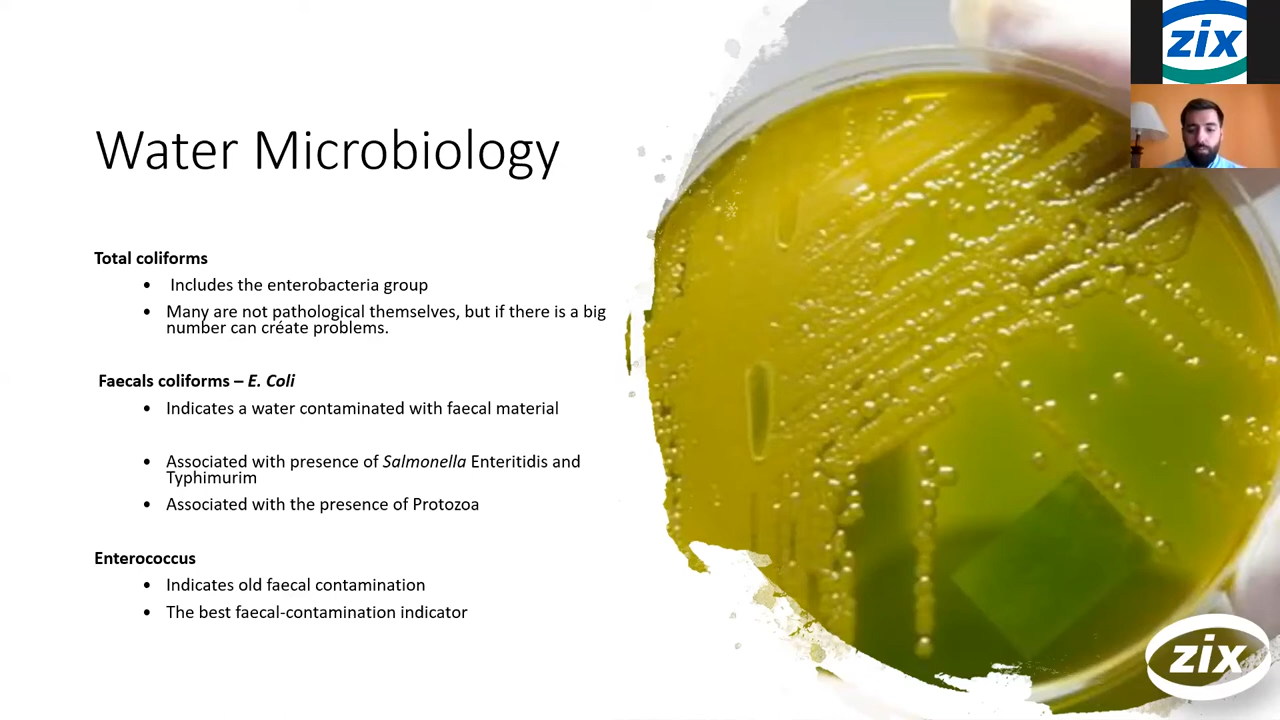 zix
Water Microbiology
Total coliforms
• Includes the enterobacteria group
• Many are not pathological themselves, but if there is a big
number can créate problems.
Faecals coliforms – E. Coli
• Indicates a water contaminated with faecal material
• Associated with presence of Salmonella Enteritidis and
Typhimurim
• Associated with the presence of Protozoa
Enterococcus
• Indicates old faecal contamination
• The best faecal-contamination indicator
zix